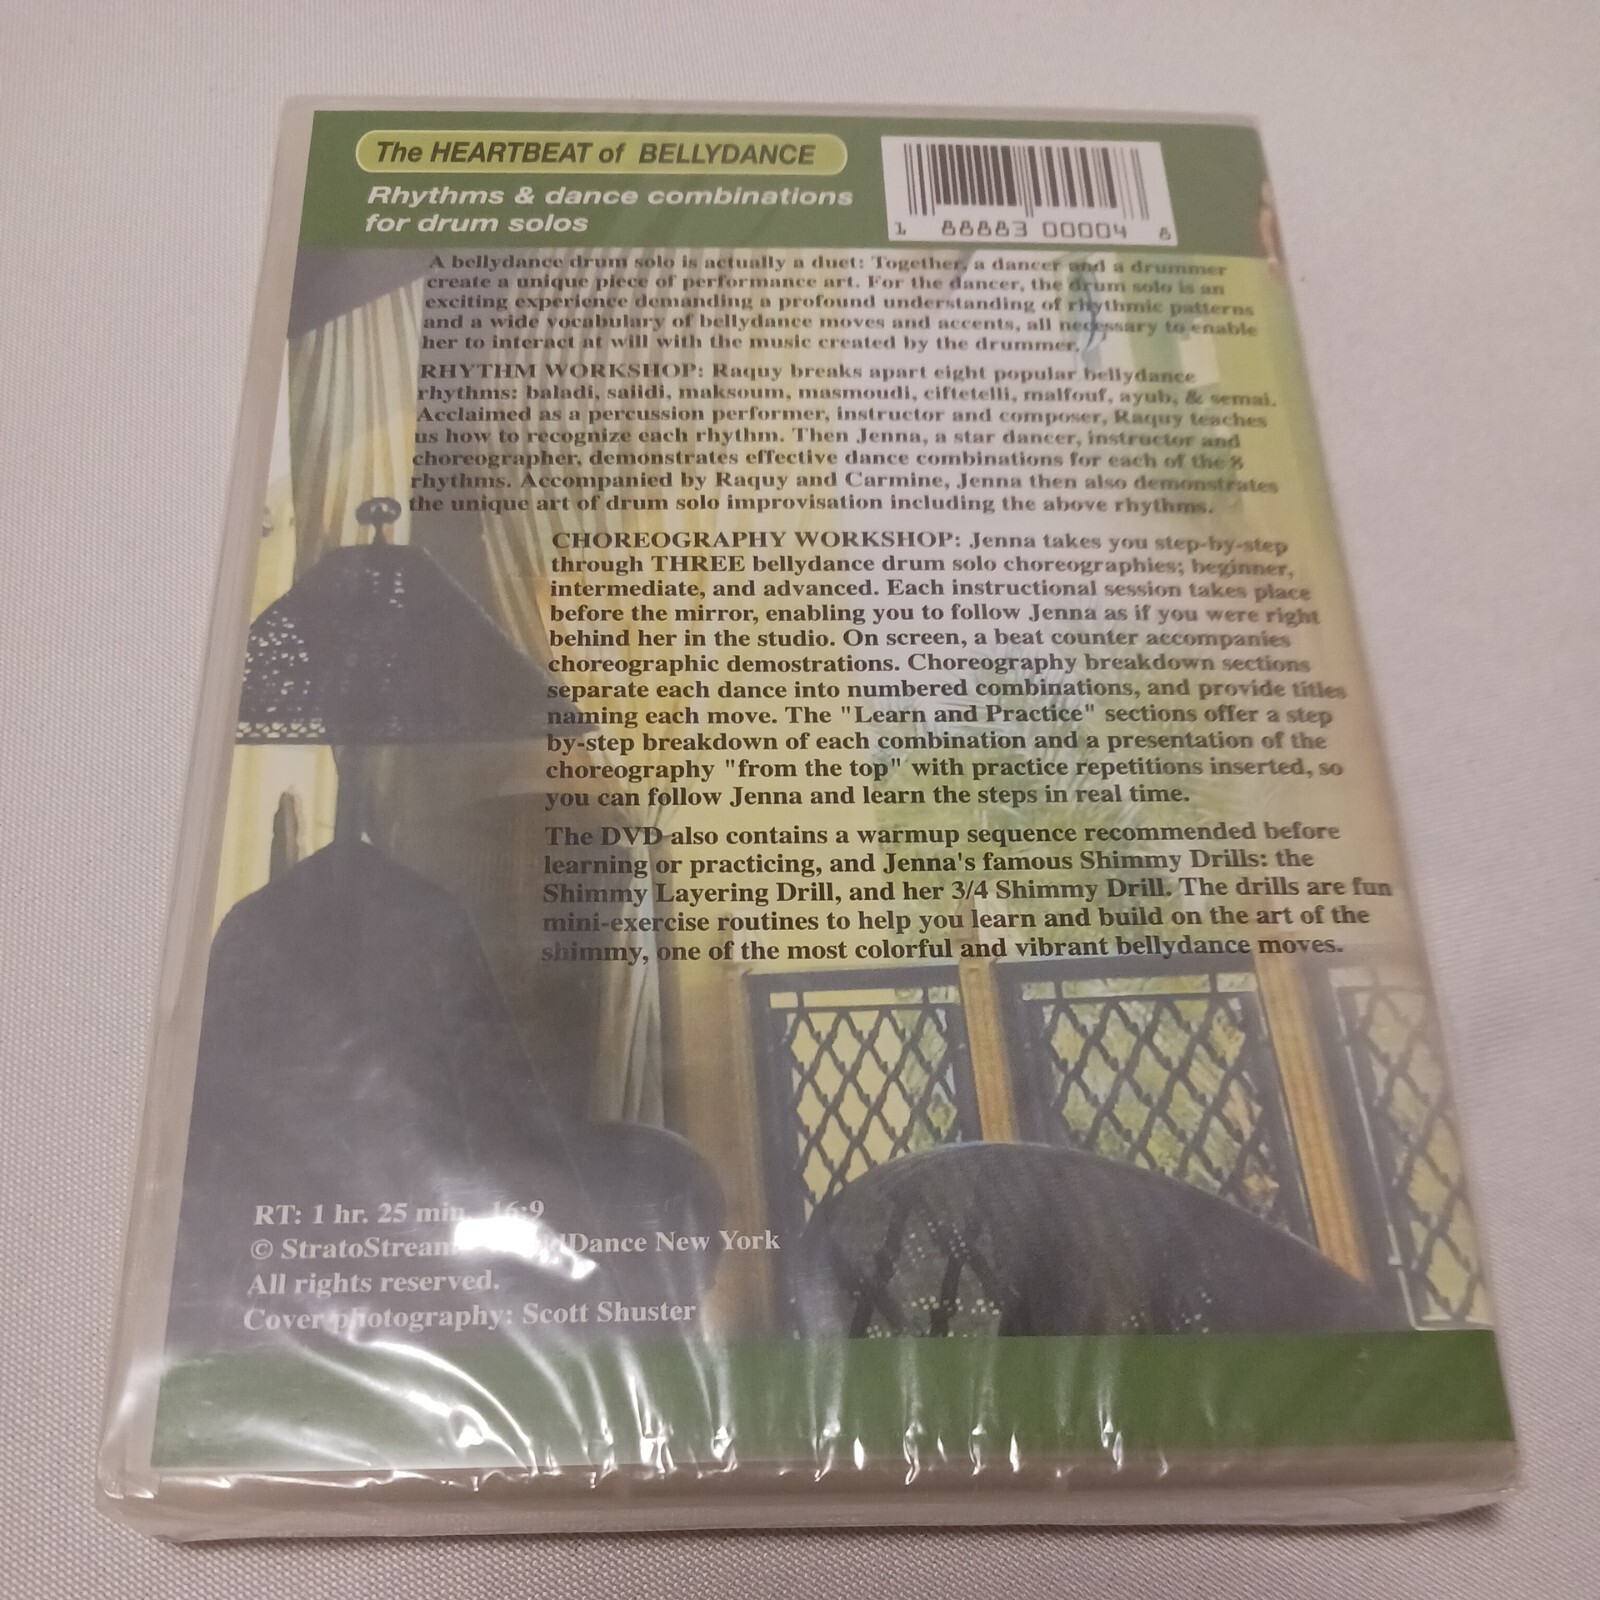 The HEARTBEAT of BELLYDANCE
Rhythms & dance combinations
for drum solos
1 88883 00004 8
A bellydance drum solo is actually a duet: Together, a dancer and a drummer
create a unique piece of performance art. For the dancer, the drum solo is an
exciting experience demanding a profound understanding of rhythmic patterns
and a wide vocabulary of bellydance moves and accents, all necessary to enable
her to interact at will with the music created by the drummer.
RHYTHM WORKSHOP: Raquy breaks apart eight popular bellydance
rhythms: baladi, saiidi, maksoum, masmoudi, ciftetelli, malfouf, ayub, & semai.
Acclaimed as a percussion performer, instructor and composer, Raquy teaches
us how to recognize each rhythm. Then Jenna, a star dancer, instructor and
choreographer, demonstrates effective dance combinations for each of the 8
rhythms. Accompanied by Raquy and Carmine, Jenna then also demonstrates
the unique art of drum solo improvisation including the above rhythms.
CHOREOGRAPHY WORKSHOP: Jenna takes you step-by-step
through THREE bellydance drum solo choreographies; beginner,
intermediate, and advanced. Each instructional session takes place
before the mirror, enabling you to follow Jenna as if you were right
behind her in the studio. On screen, a beat counter accompanies
choreographic demostrations. Choreography breakdown sections
separate each dance into numbered combinations, and provide titles
naming each move. The "Learn and Practice" sections offer a step
by-step breakdown of each combination and a presentation of the
choreography "from the top" with practice repetitions inserted, so
you can follow Jenna and learn the steps in real time.
The DVD also contains a warmup sequence recommended before
learning or practicing, and Jenna's famous Shimmy Drills: the
Shimmy Layering Drill, and her 3/4 Shimmy Drill. The drills are fun
mini-exercise routines to help you learn and build on the art of the
shimmy, one of the most colorful and vibrant bellydance moves.
RT: 1 hr. 25 min. 16:9
© StratoStream New York
All rights reserved.
Cover photography: Scott Shuster